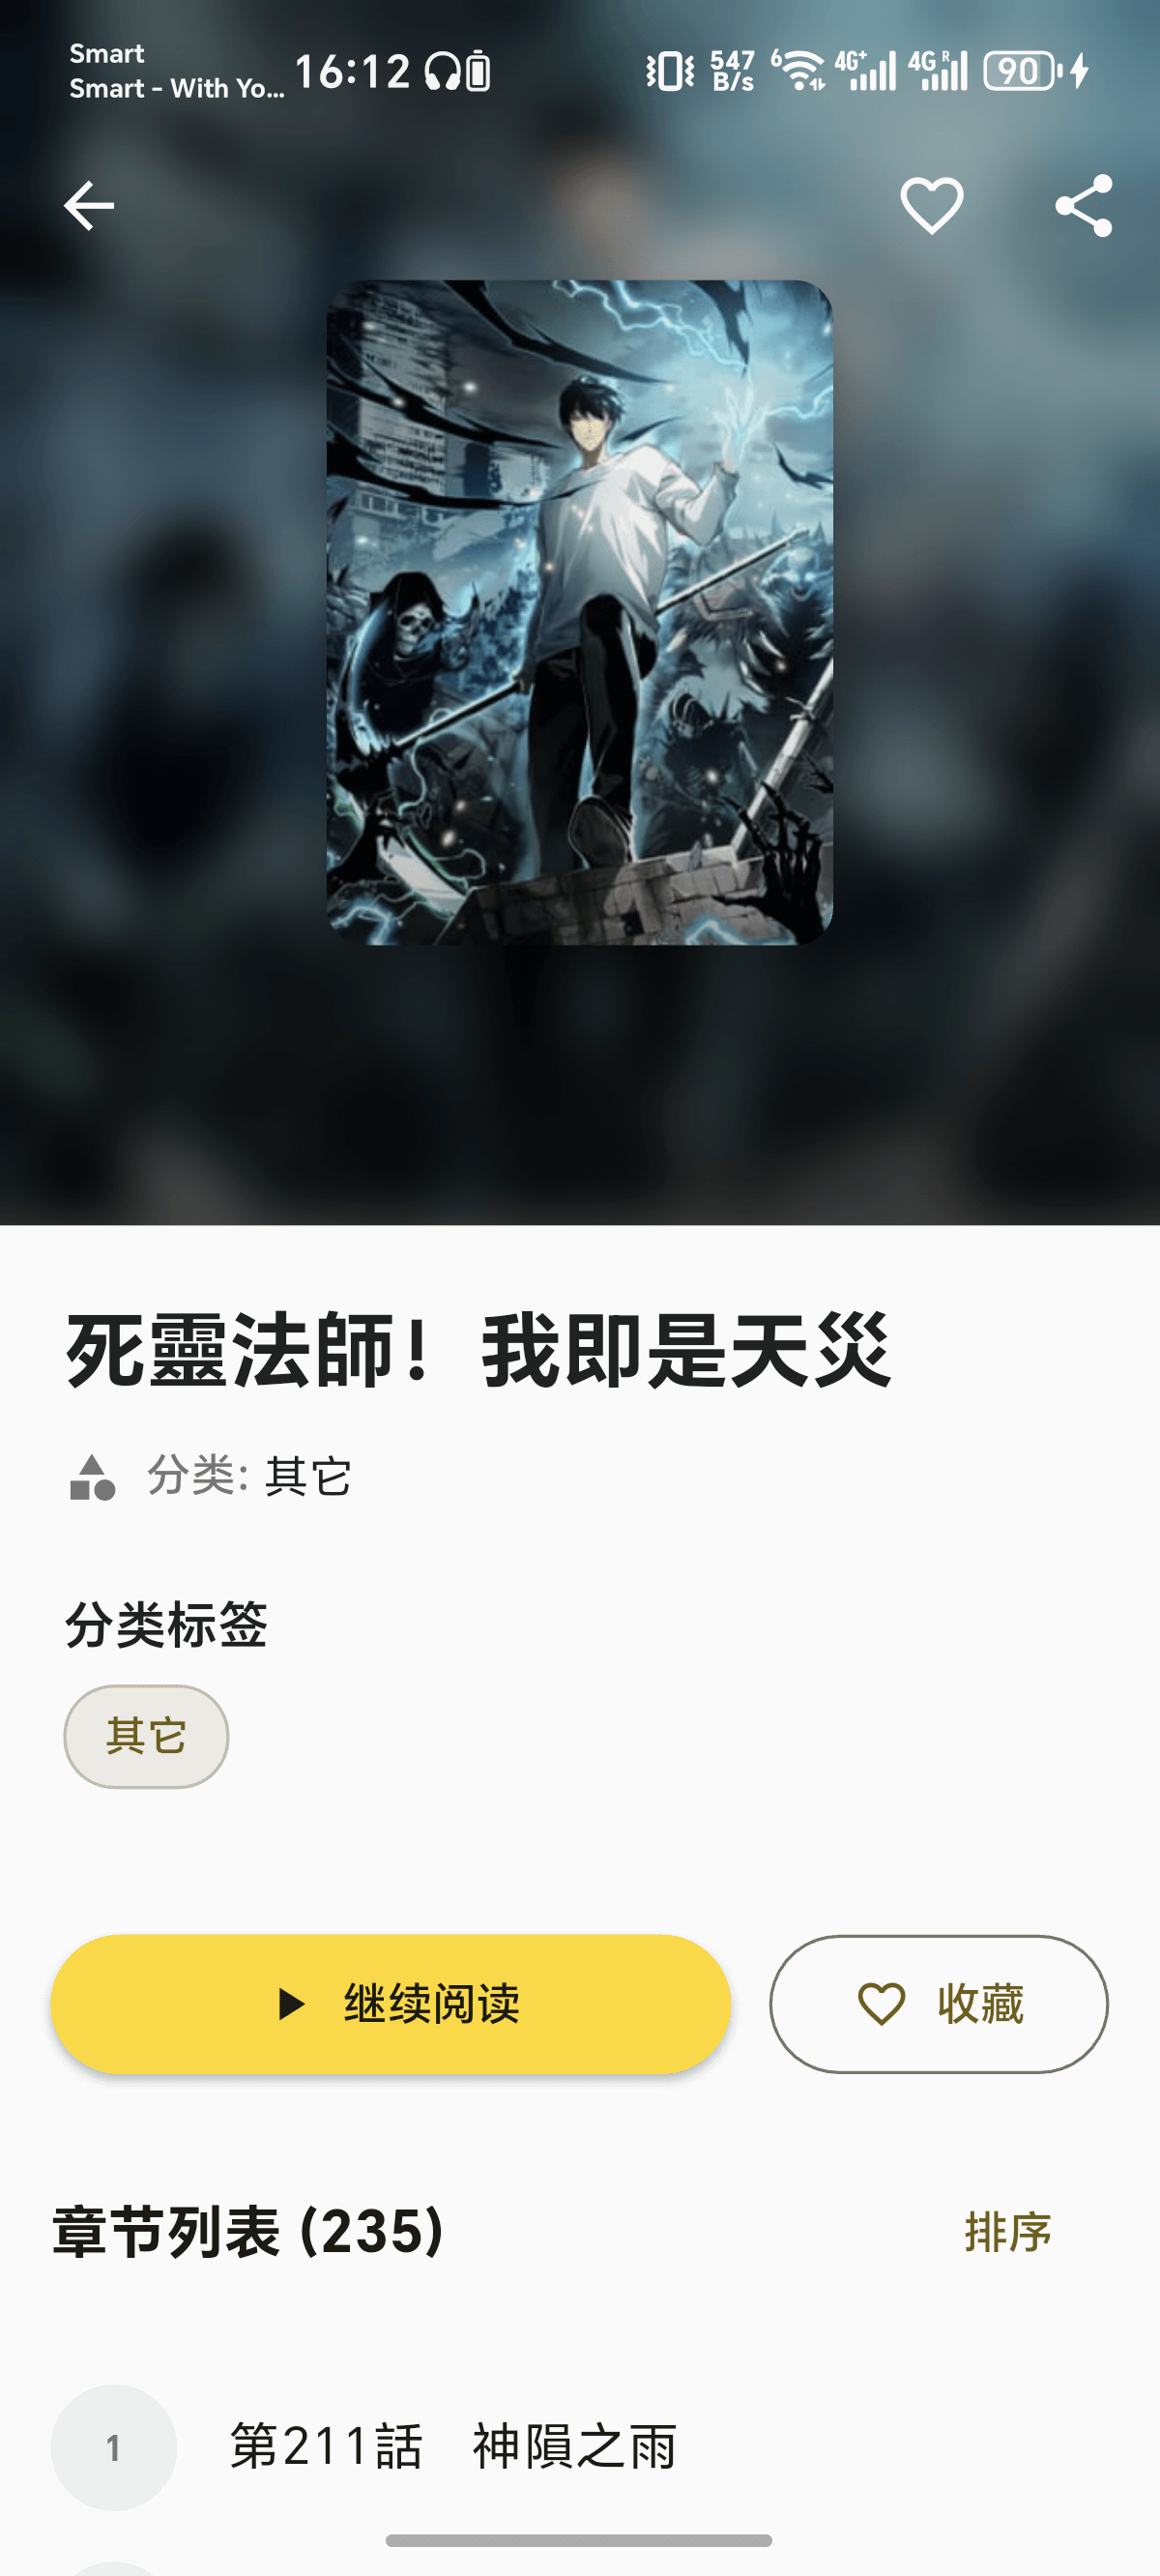 Smart
Smart - With Yo...
16:12
547 B/s
6
4G+
4G R
90
死靈法師！我即是天災
分类: 其它
分类标签
其它
继续阅读
收藏
章节列表 (235)
排序
1
第211話 神隕之雨